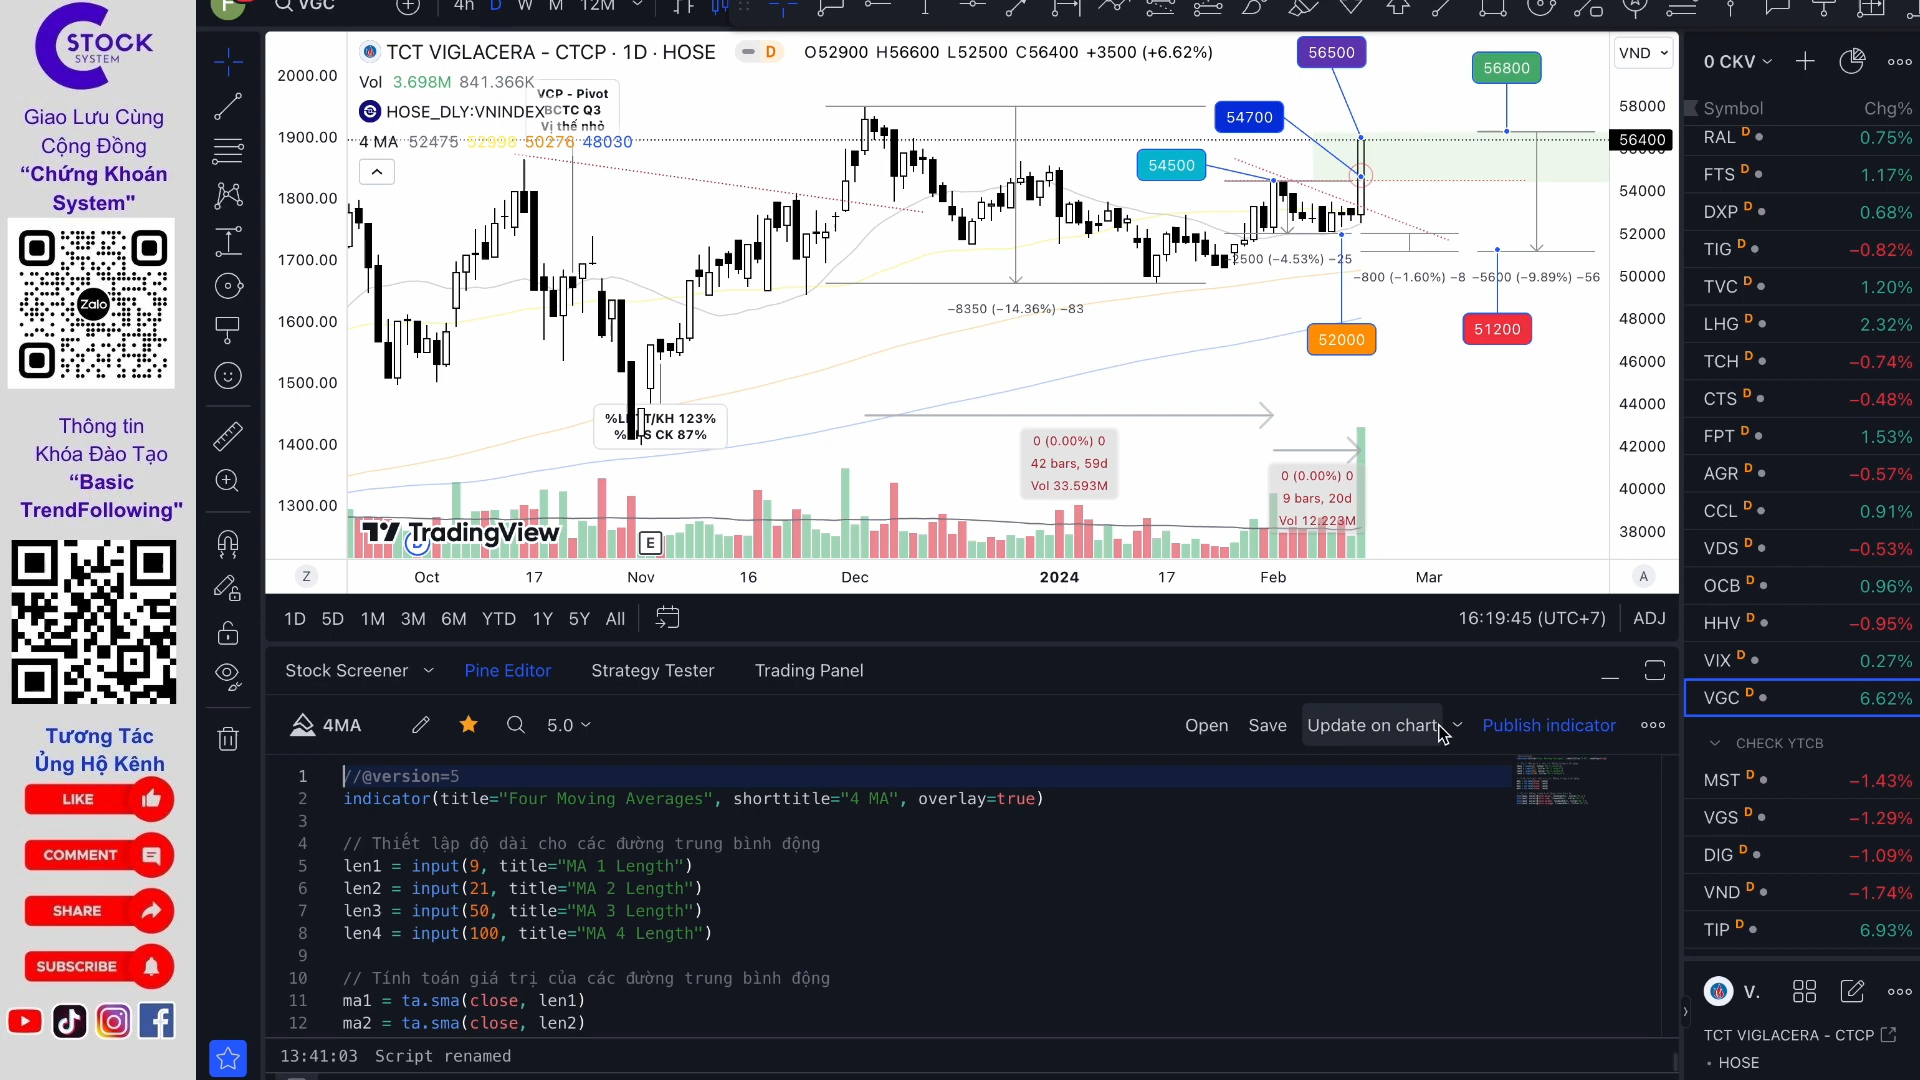 STOCK
SYSTEM
Giao Lưu Cùng
Cộng Đồng
“Chứng Khoán
System"
Zalo
Thông tin
Khóa Đào Tạo
“Basic
TrendFollowing"
Tương Tác
Ủng Hộ Kênh
LIKE
COMMENT
SHARE
SUBSCRIBE
VGC
4h D W M 12M
TCT VIGLACERA - CTCP · 1D · HOSE D O52900 H56600 L52500 C56400 +3500 (+6.62%)
Vol 3.698M 841.366K
HOSE_DLY:VNINDEX
4 MA 52475 52998 50276 48030
VCP - Pivot
BCTC Q3
Vị thế nhỏ
56500
56800
54700
54500
52000
51200
−2500 (−4.53%) −25
−800 (−1.60%) −8
−5600 (−9.89%) −56
−8350 (−14.36%) −83
CK 87%
0 (0.00%) 0
42 bars, 59d
Vol 33.593M
0 (0.00%) 0
9 bars, 20d
Vol 12.223M
TradingView
E
2000.00
1900.00
1800.00
1700.00
1600.00
1500.00
1400.00
1300.00
VND
58000
56400
54000
52000
50000
48000
46000
44000
42000
40000
38000
Z Oct 17 Nov 16 Dec 2024 17 Feb Mar A
1D 5D 1M 3M 6M YTD 1Y 5Y All 16:19:45 (UTC+7) ADJ
Stock Screener Pine Editor Strategy Tester Trading Panel
4MA 5.0 Open Save Update on chart Publish indicator
1 //@version=5
2 indicator(title="Four Moving Averages", shorttitle="4 MA", overlay=true)
3
4 // Thiết lập độ dài cho các đường trung bình động
5 len1 = input(9, title="MA 1 Length")
6 len2 = input(21, title="MA 2 Length")
7 len3 = input(50, title="MA 3 Length")
8 len4 = input(100, title="MA 4 Length")
9
10 // Tính toán giá trị của các đường trung bình động
11 ma1 = ta.sma(close, len1)
12 ma2 = ta.sma(close, len2)
13:41:03 Script renamed
0 CKV
Symbol Chg%
RAL D 0.75%
FTS D 1.17%
DXP D 0.68%
TIG D −0.82%
TVC D 1.20%
LHG D 2.32%
TCH D −0.74%
CTS D −0.48%
FPT D 1.53%
AGR D −0.57%
CCL D 0.91%
VDS D −0.53%
OCB D 0.96%
HHV D −0.95%
VIX D 0.27%
VGC D 6.62%
CHECK YTCB
MST D −1.43%
VGS D −1.29%
DIG D −1.09%
VND D −1.74%
TIP D 6.93%
V.
TCT VIGLACERA - CTCP
• HOSE